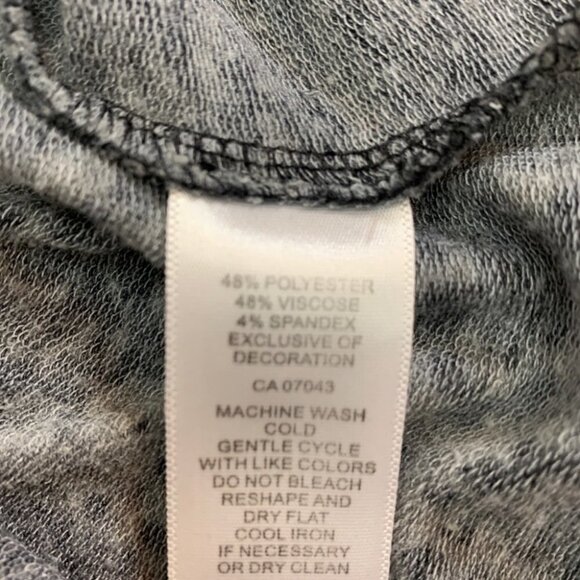 48% POLYESTER
48% VISCOSE
4% SPANDEX
EXCLUSIVE OF
DECORATION
CA 07043
MACHINE WASH
COLD
GENTLE CYCLE
WITH LIKE COLORS
DO NOT BLEACH
RESHAPE AND
DRY FLAT
COOL IRON
IF NECESSARY
OR DRY CLEAN